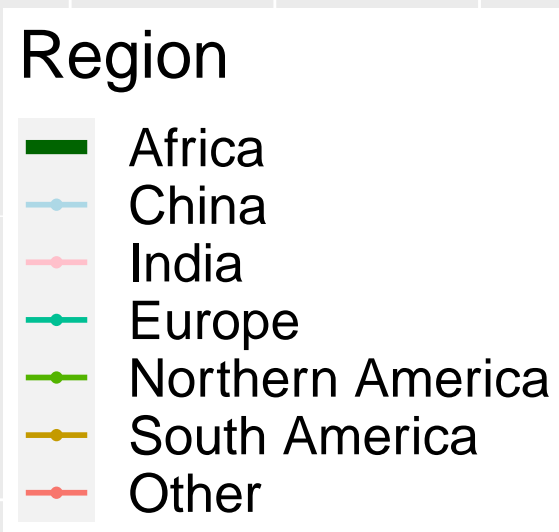 Region
Africa
China
India
Europe
Northern America
South America
Other